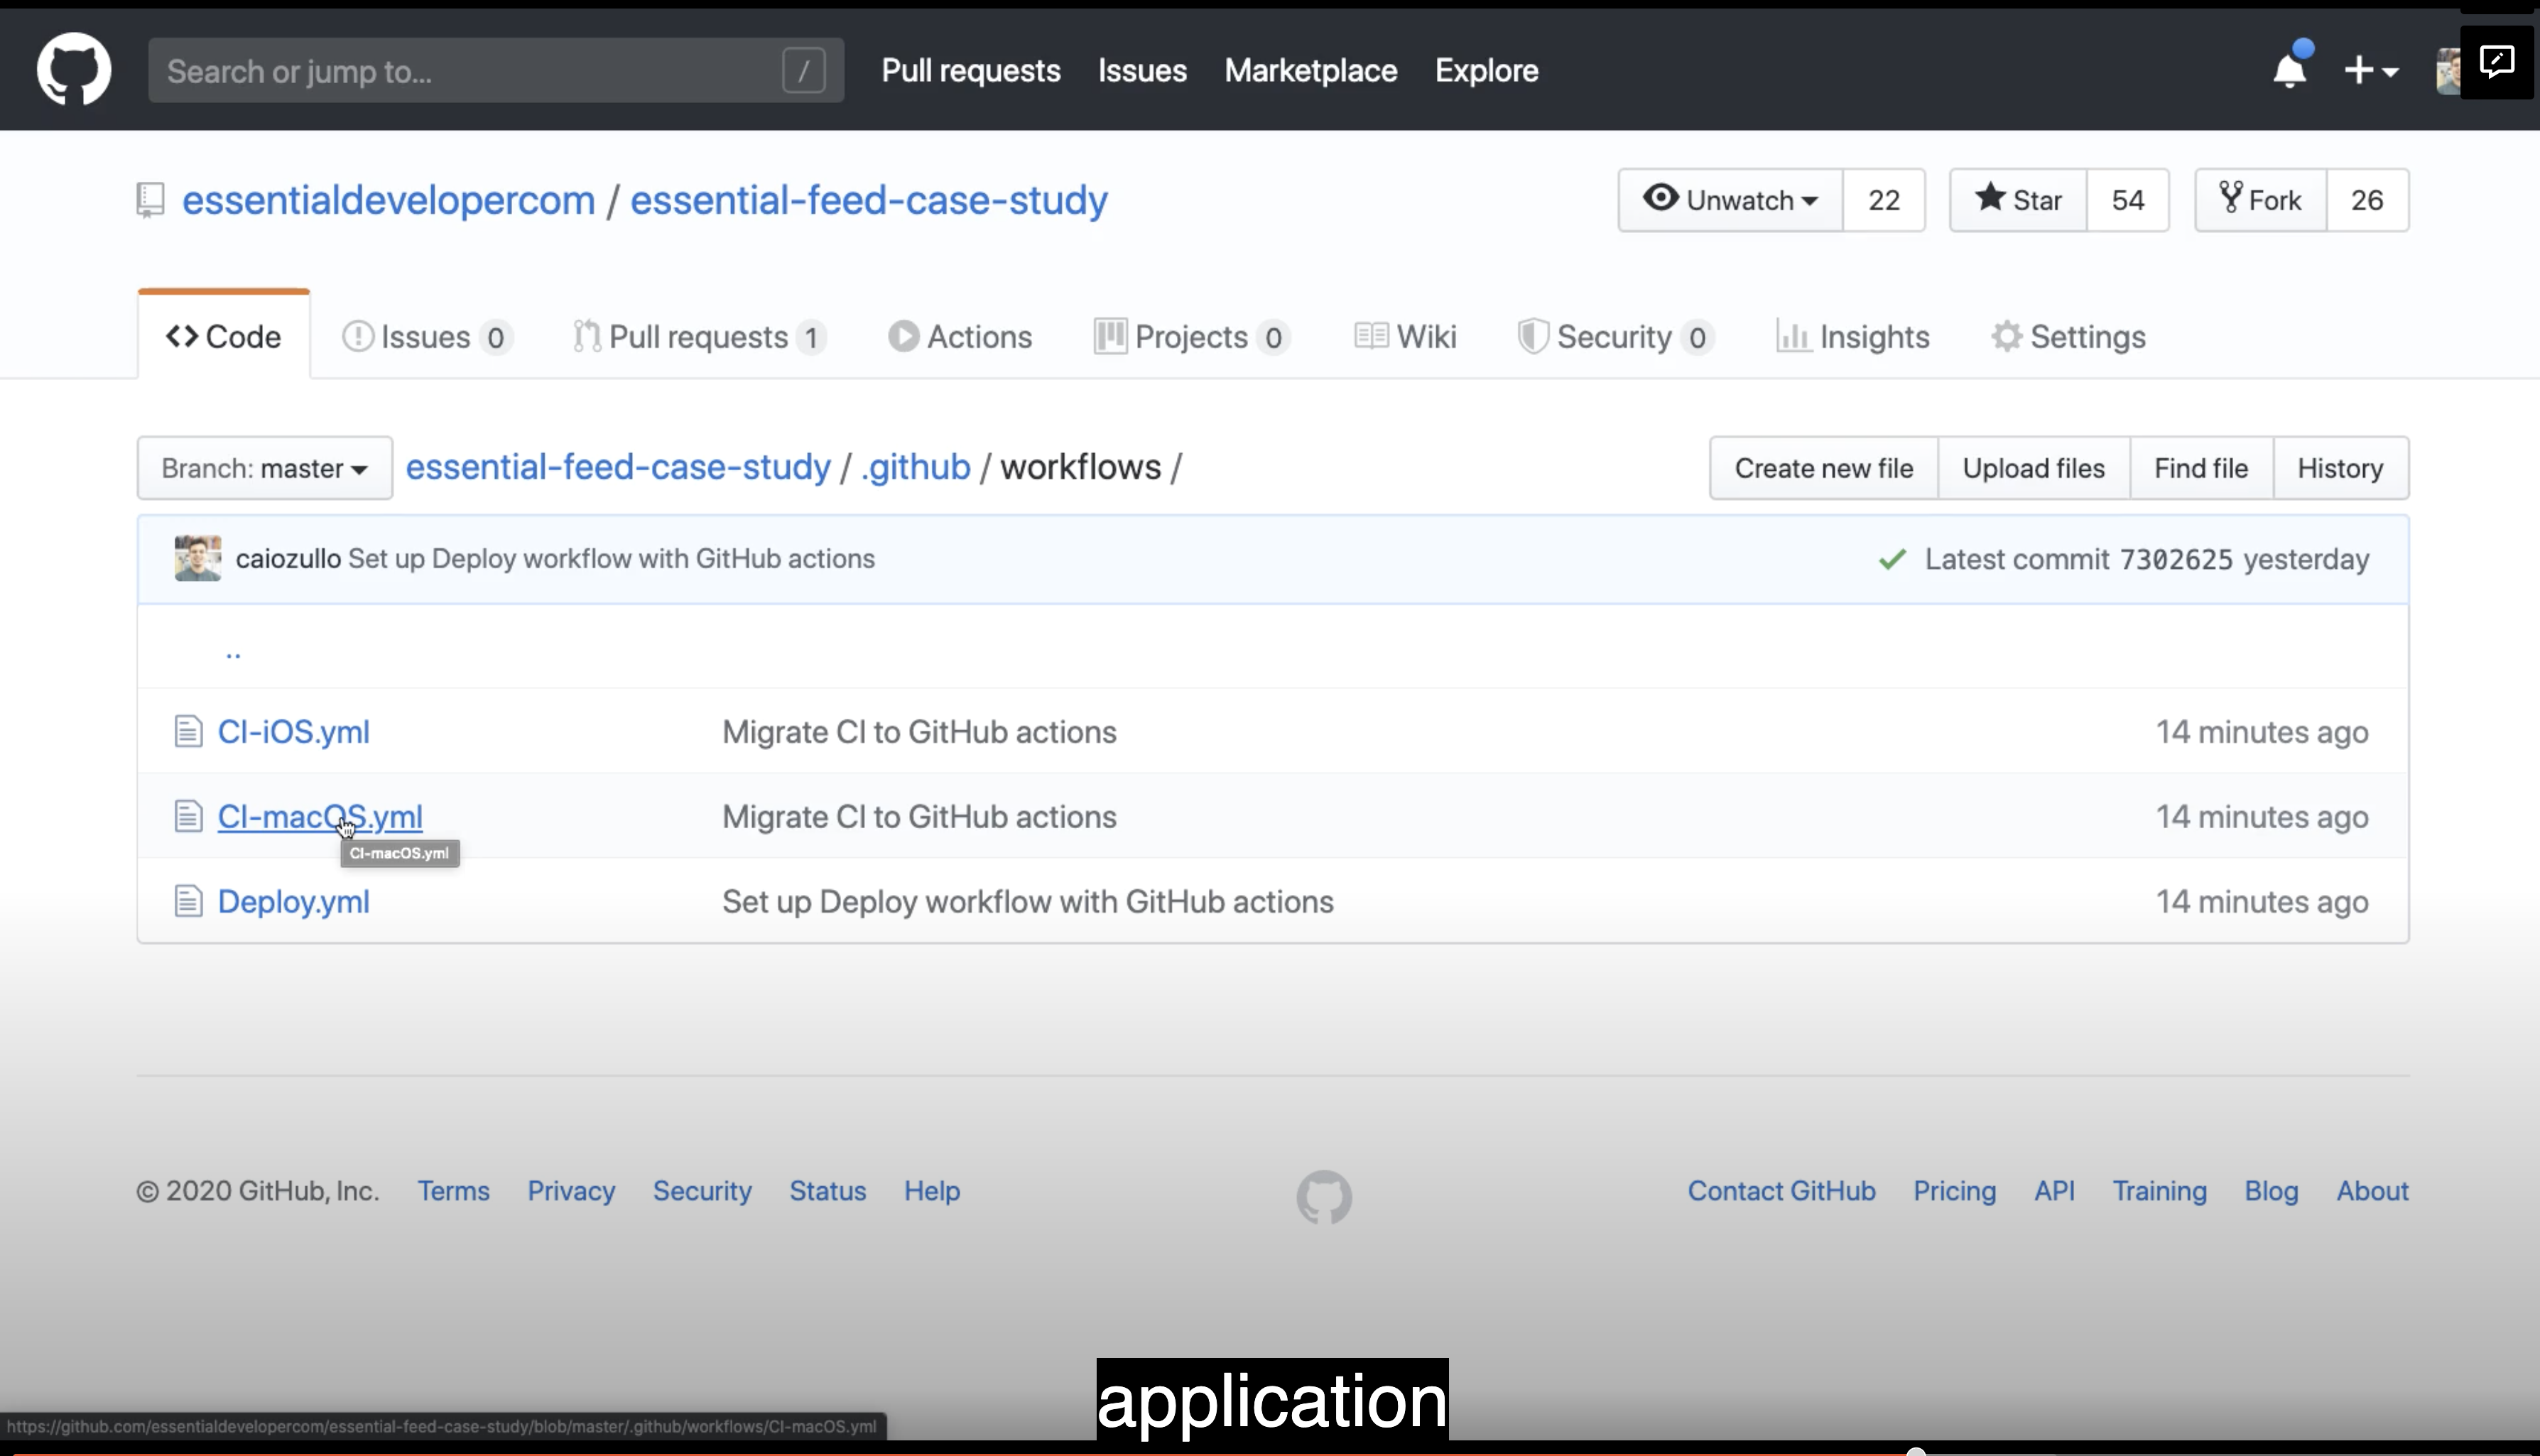 Search or jump to... /
Pull requests Issues Marketplace Explore
essentialdevelopercom / essential-feed-case-study
Unwatch 22 Star 54 Fork 26
Code Issues 0 Pull requests 1 Actions Projects 0 Wiki Security 0 Insights Settings
Branch: master essential-feed-case-study / .github / workflows /
Create new file Upload files Find file History
caiozullo Set up Deploy workflow with GitHub actions
Latest commit 7302625 yesterday
..
CI-iOS.yml Migrate CI to GitHub actions 14 minutes ago
CI-macOS.yml Migrate CI to GitHub actions 14 minutes ago
CI-macOS.yml
Deploy.yml Set up Deploy workflow with GitHub actions 14 minutes ago
© 2020 GitHub, Inc. Terms Privacy Security Status Help
Contact GitHub Pricing API Training Blog About
application
https://github.com/essentialdevelopercom/essential-feed-case-study/blob/master/.github/workflows/CI-macOS.yml